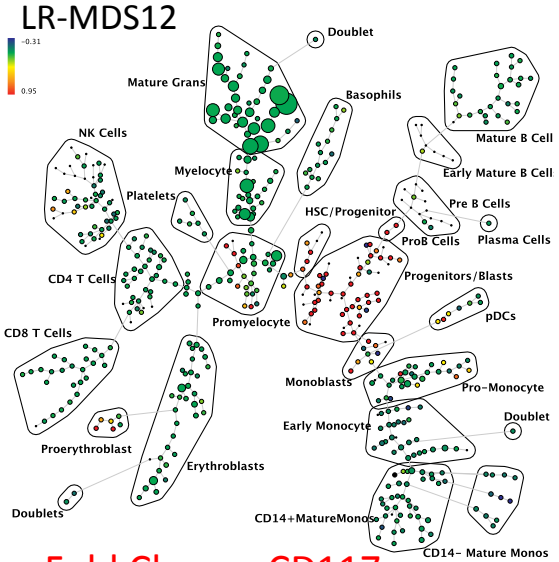 LR-MDS12
−0.31
0.95
Doublet
Mature Grans
Basophils
NK Cells
Mature B Cell
Myelocyte
Early Mature B Cell
Platelets
Pre B Cells
HSC/Progenitor
ProB Cells
Plasma Cells
CD4 T Cells
Progenitors/Blasts
pDCs
Promyelocyte
CD8 T Cells
Monoblasts
Pro-Monocyte
Doublet
Early Monocyte
Proerythroblast
Erythroblasts
Doublets
CD14+MatureMonos
CD14- Mature Monos
CD117